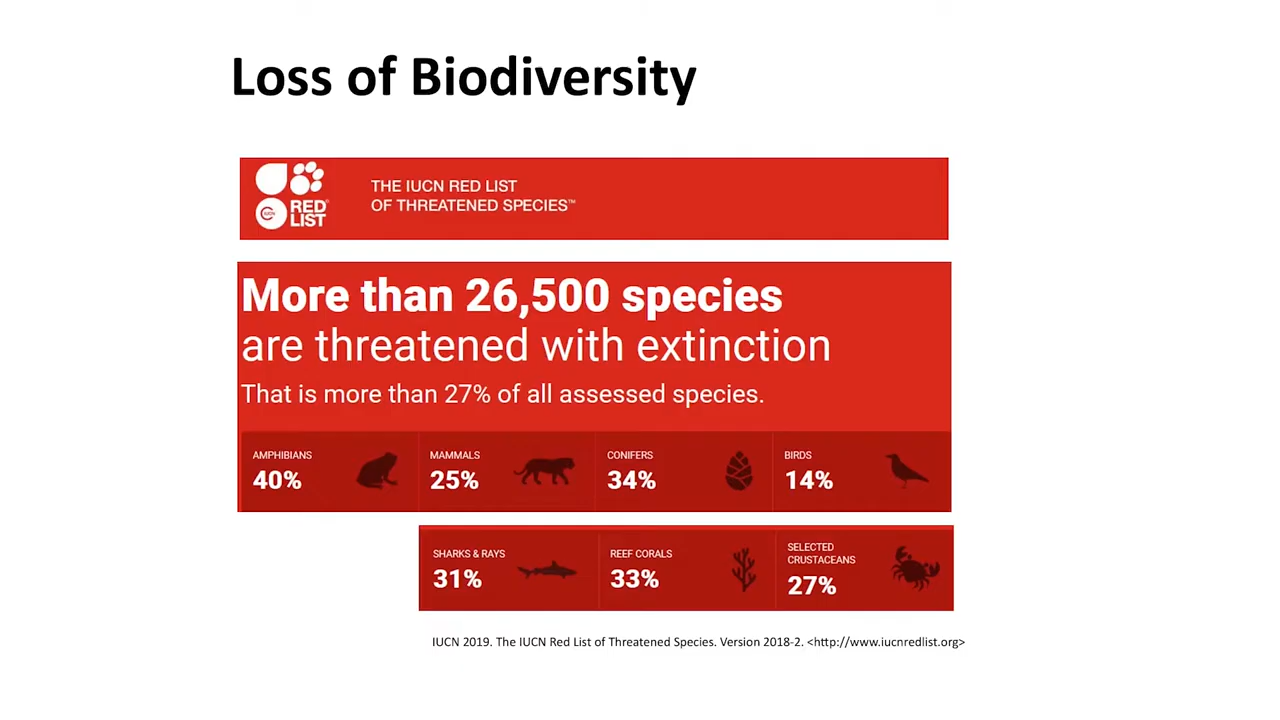 Loss of Biodiversity
RED
LIST
IUCN
THE IUCN RED LIST
OF THREATENED SPECIES™
More than 26,500 species
are threatened with extinction
That is more than 27% of all assessed species.
AMPHIBIANS
40%
MAMMALS
25%
CONIFERS
34%
BIRDS
14%
SHARKS & RAYS
31%
REEF CORALS
33%
SELECTED
CRUSTACEANS
27%
IUCN 2019. The IUCN Red List of Threatened Species. Version 2018-2. <http://www.iucnredlist.org>